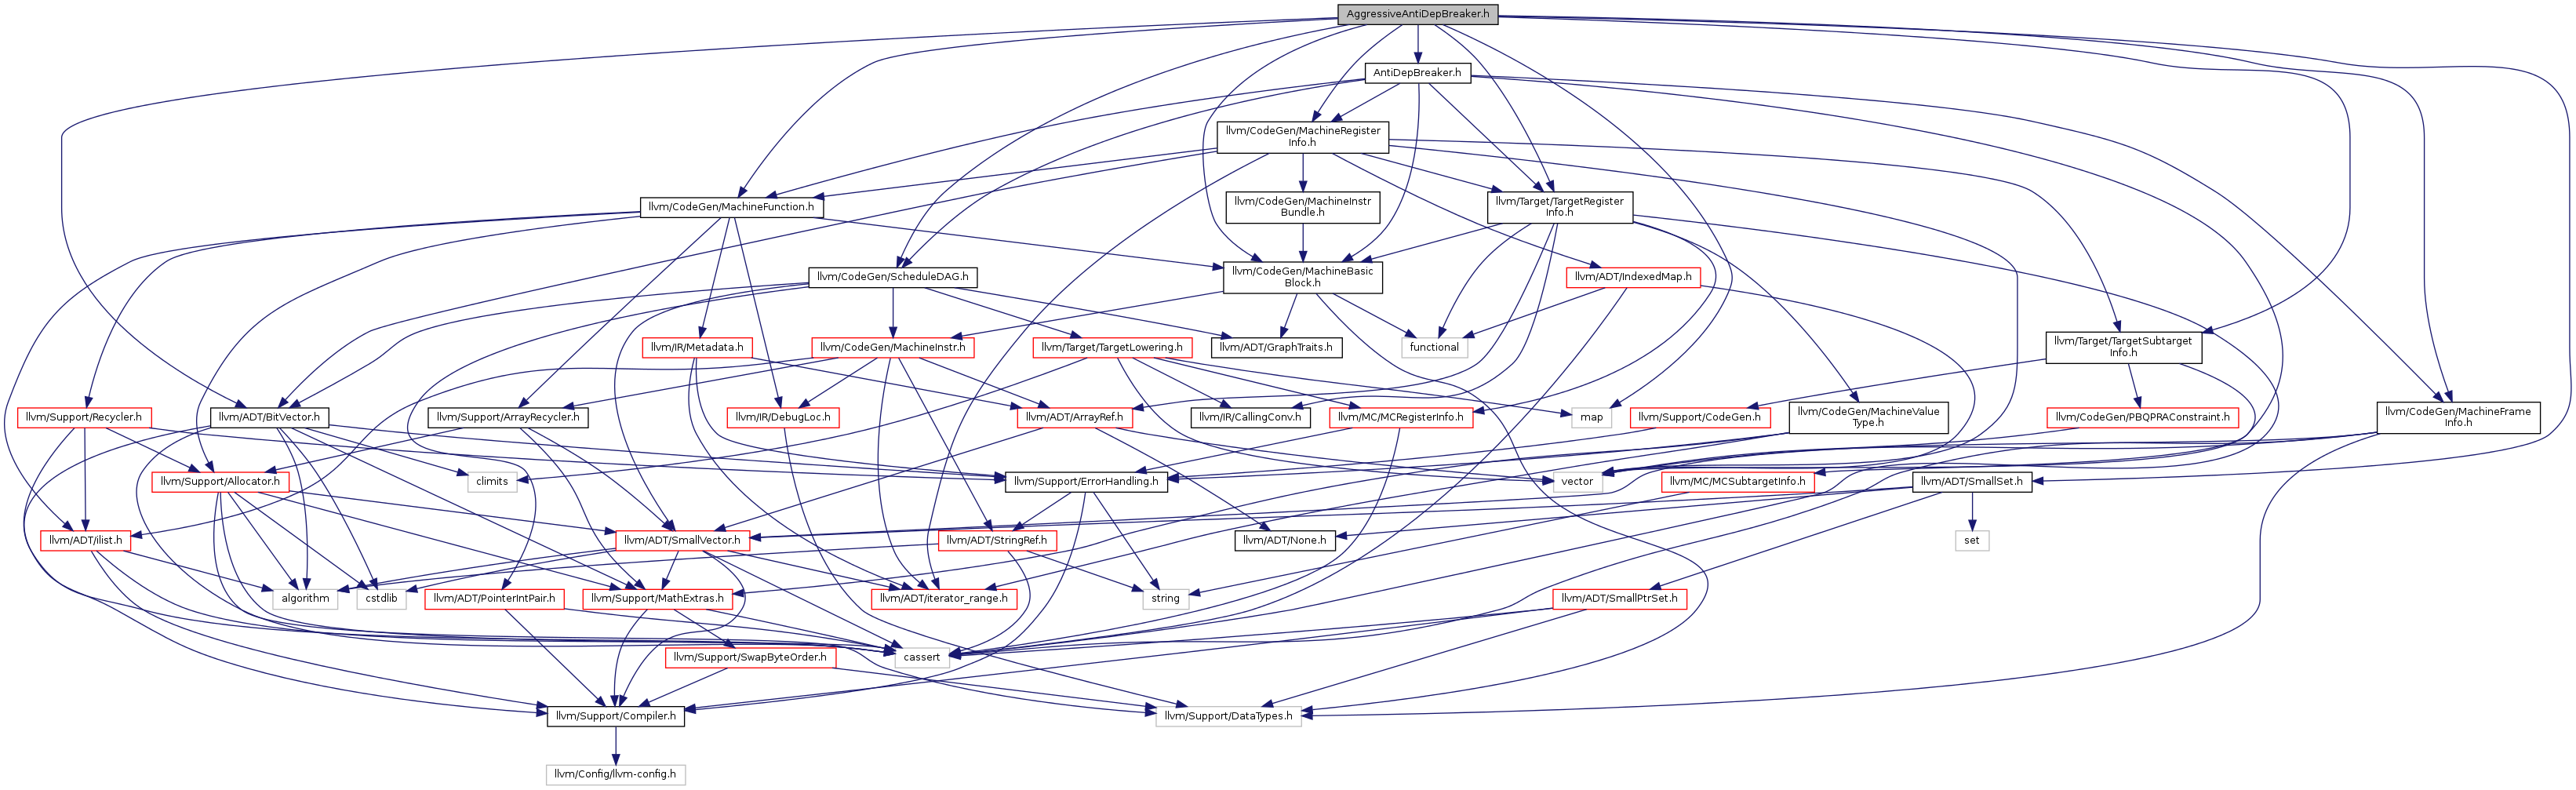 AggressiveAntiDepBreaker.h
AntiDepBreaker.h
llvm/CodeGen/MachineRegister
Info.h
llvm/CodeGen/MachineFunction.h
llvm/CodeGen/MachineInstr
Bundle.h
llvm/Target/TargetRegister
Info.h
llvm/CodeGen/ScheduleDAG.h
llvm/CodeGen/MachineBasic
Block.h
llvm/ADT/IndexedMap.h
llvm/IR/Metadata.h
llvm/CodeGen/MachineInstr.h
llvm/Target/TargetLowering.h
llvm/ADT/GraphTraits.h
functional
llvm/Target/TargetSubtarget
Info.h
llvm/Support/Recycler.h
llvm/ADT/BitVector.h
llvm/Support/ArrayRecycler.h
llvm/IR/DebugLoc.h
llvm/ADT/ArrayRef.h
llvm/IR/CallingConv.h
llvm/MC/MCRegisterInfo.h
map
llvm/Support/CodeGen.h
llvm/CodeGen/MachineValue
Type.h
llvm/CodeGen/PBQPRAConstraint.h
llvm/CodeGen/MachineFrame
Info.h
llvm/Support/Allocator.h
climits
llvm/Support/ErrorHandling.h
vector
llvm/MC/MCSubtargetInfo.h
llvm/ADT/SmallSet.h
llvm/ADT/ilist.h
llvm/ADT/SmallVector.h
llvm/ADT/StringRef.h
llvm/ADT/None.h
set
algorithm
cstdlib
llvm/ADT/PointerIntPair.h
llvm/Support/MathExtras.h
llvm/ADT/iterator_range.h
string
llvm/ADT/SmallPtrSet.h
llvm/Support/SwapByteOrder.h
cassert
llvm/Support/Compiler.h
llvm/Support/DataTypes.h
llvm/Config/llvm-config.h